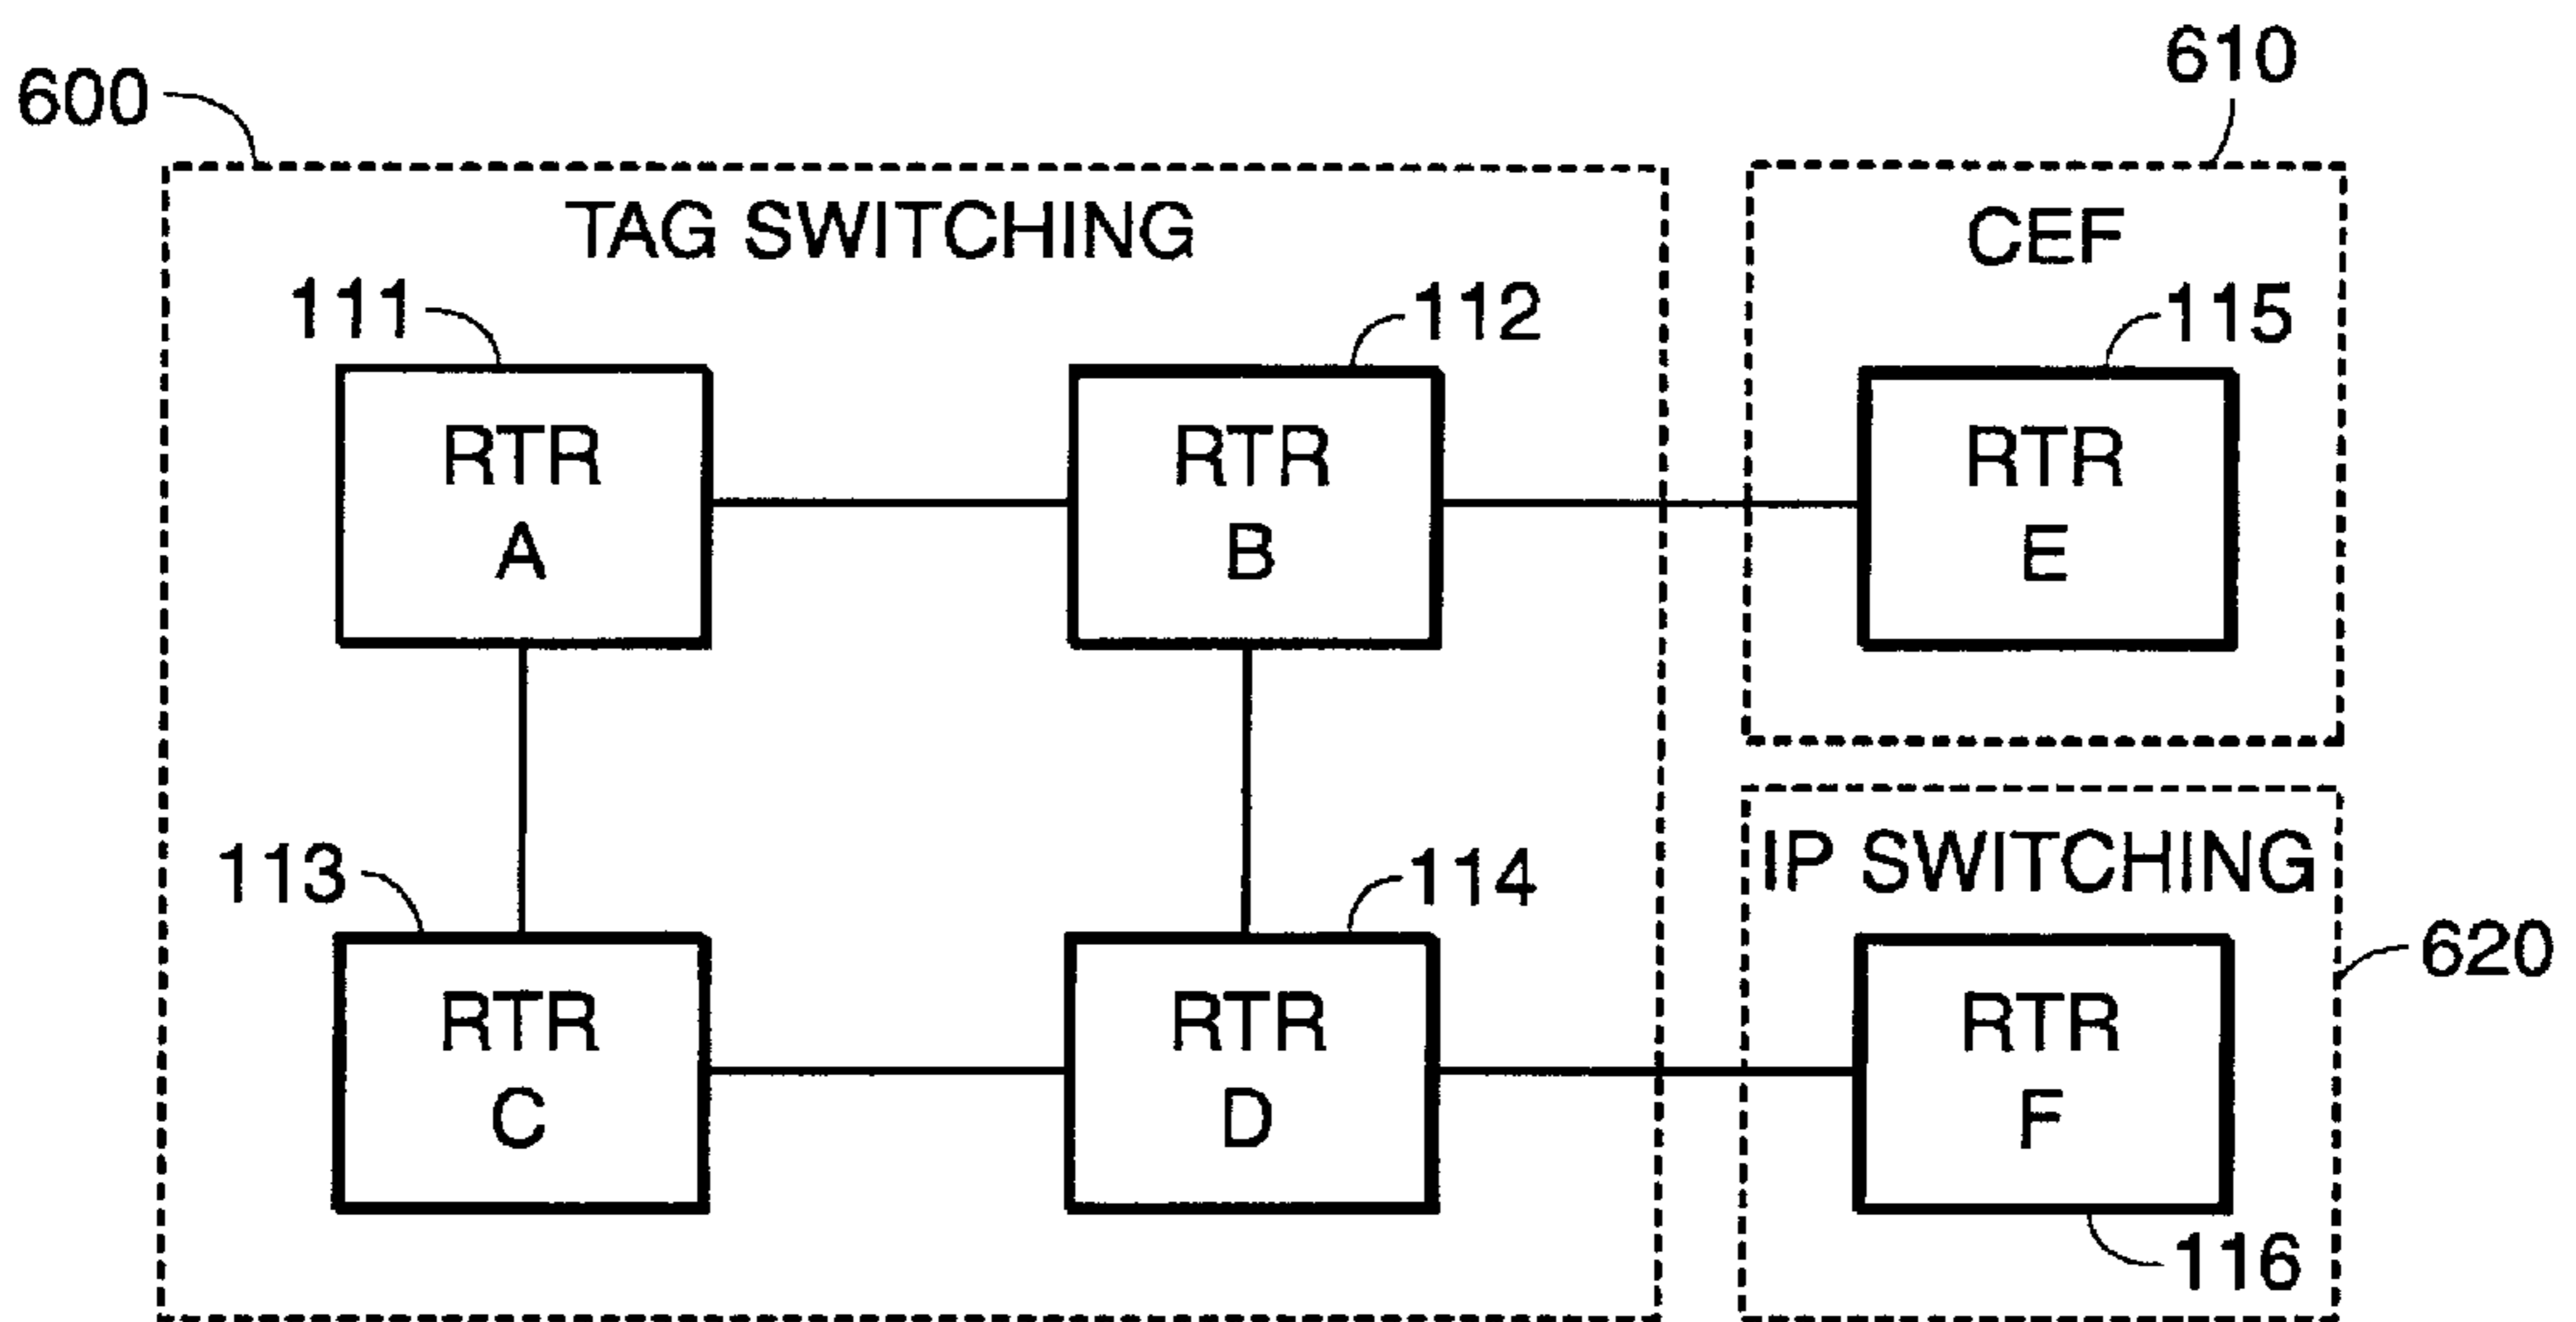 600
610
TAG SWITCHING
CEF
111
112
115
RTR
A
RTR
B
RTR
E
113
114
IP SWITCHING
620
RTR
C
RTR
D
RTR
F
116